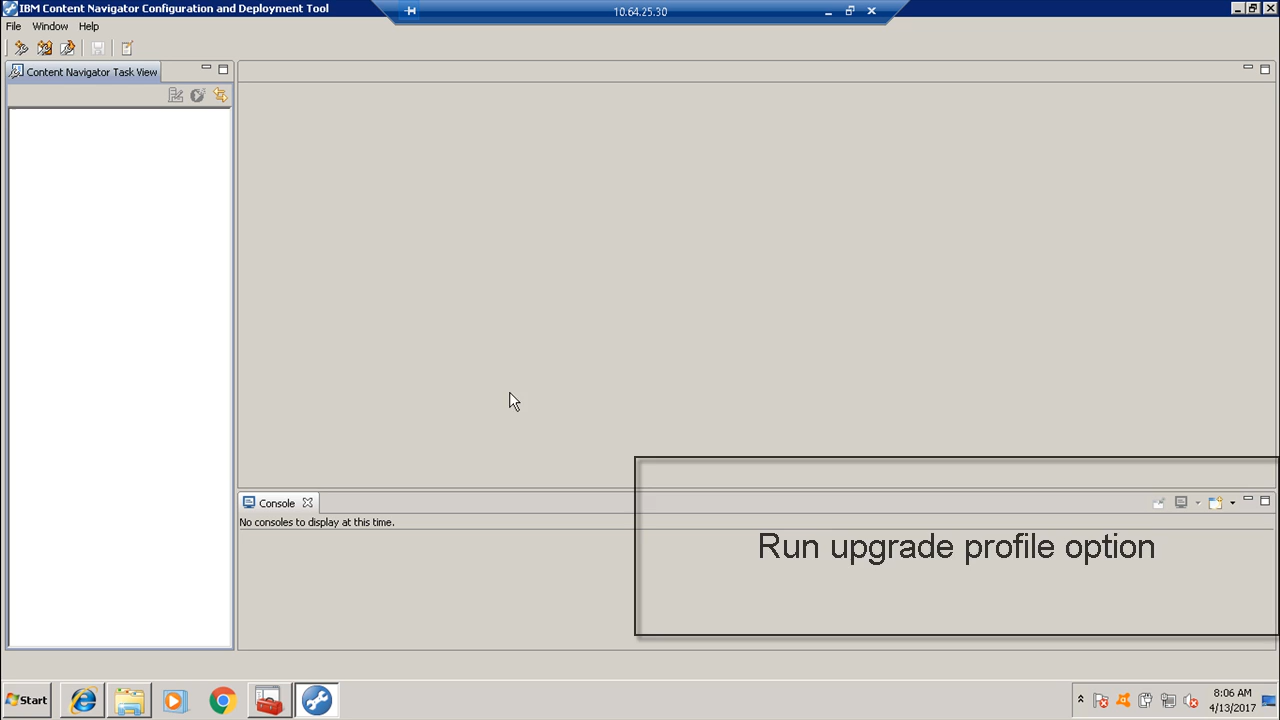 IBM Content Navigator Configuration and Deployment Tool
10.64.25.30
File Window Help
Content Navigator Task View
Console
No consoles to display at this time.
Run upgrade profile option
Start
8:06 AM
4/13/2017